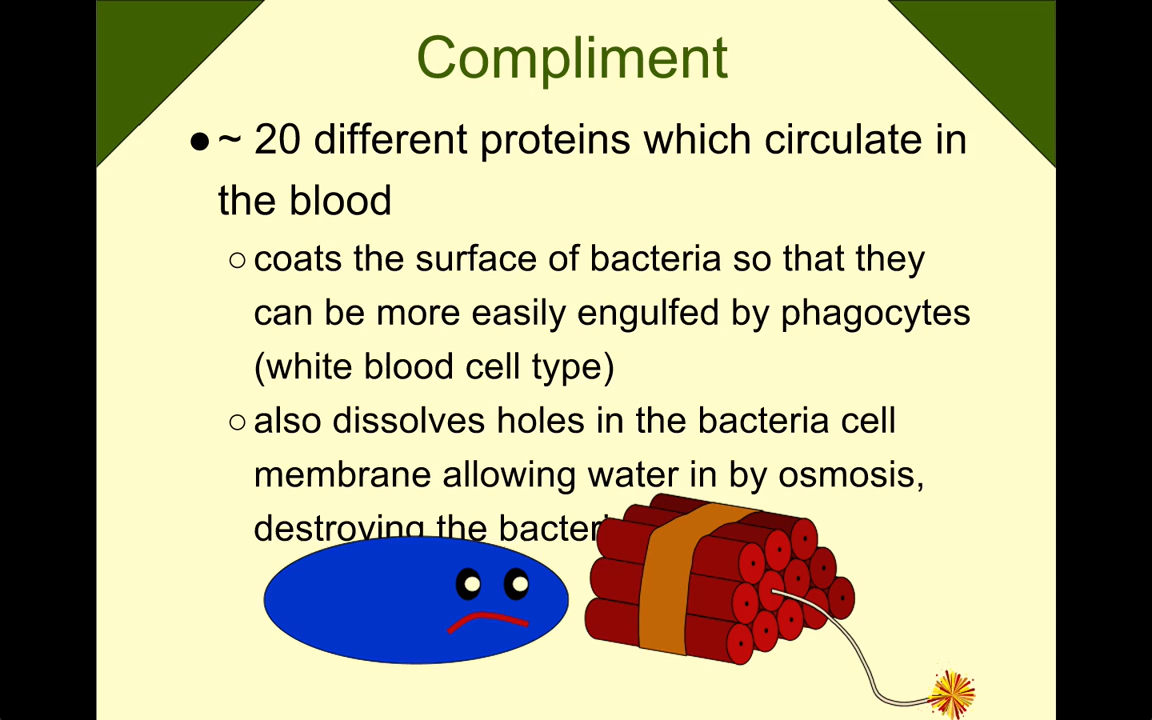 Compliment
● ~ 20 different proteins which circulate in
the blood
○ coats the surface of bacteria so that they
can be more easily engulfed by phagocytes
(white blood cell type)
○ also dissolves holes in the bacteria cell
membrane allowing water in by osmosis,
destroying the